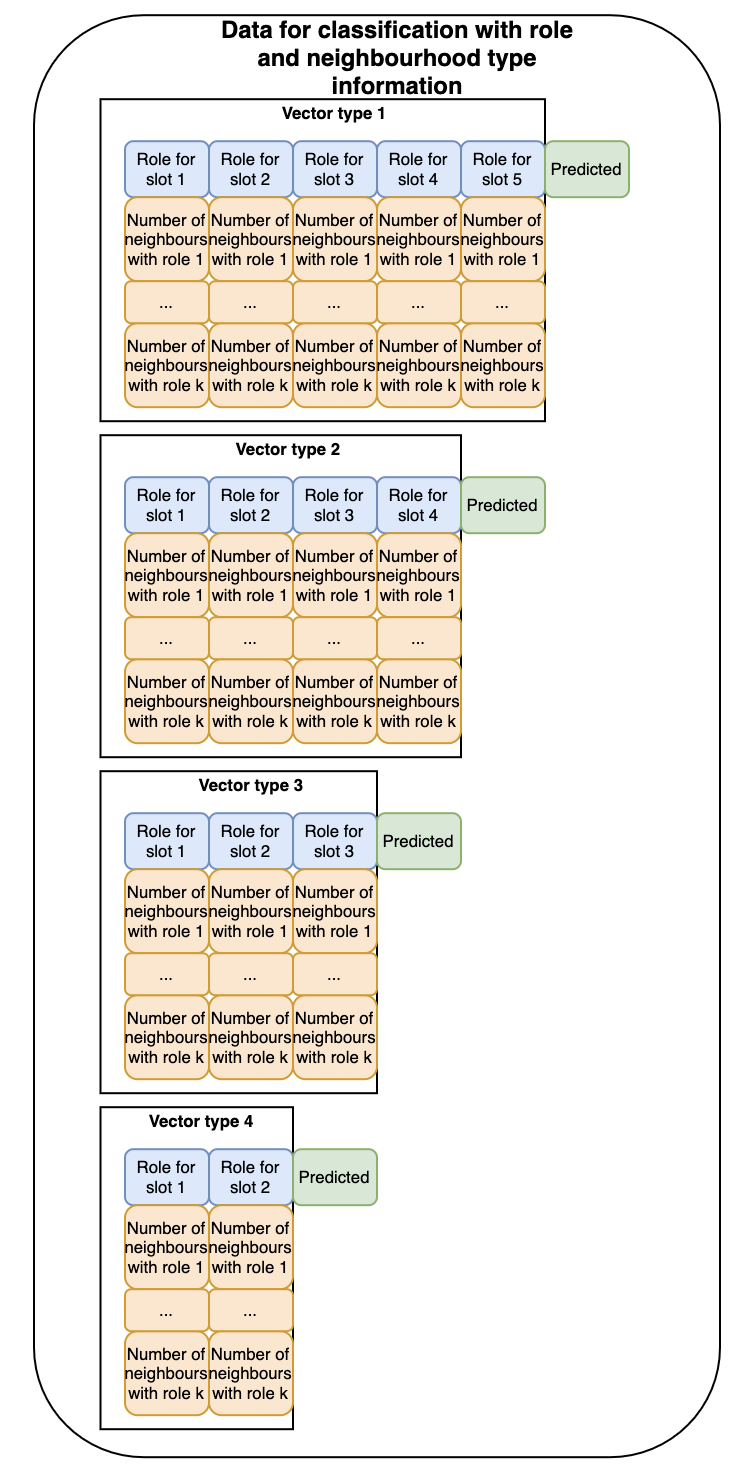 Data for classification with role
and neighbourhood type
information
Vector type 1
Role for slot 1 Role for slot 2 Role for slot 3 Role for slot 4 Role for slot 5 Predicted
Number of neighbours with role 1 Number of neighbours with role 1 Number of neighbours with role 1 Number of neighbours with role 1 Number of neighbours with role 1
... ... ... ... ...
Number of neighbours with role k Number of neighbours with role k Number of neighbours with role k Number of neighbours with role k Number of neighbours with role k
Vector type 2
Role for slot 1 Role for slot 2 Role for slot 3 Role for slot 4 Predicted
Number of neighbours with role 1 Number of neighbours with role 1 Number of neighbours with role 1 Number of neighbours with role 1
... ... ... ...
Number of neighbours with role k Number of neighbours with role k Number of neighbours with role k Number of neighbours with role k
Vector type 3
Role for slot 1 Role for slot 2 Role for slot 3 Predicted
Number of neighbours with role 1 Number of neighbours with role 1 Number of neighbours with role 1
... ... ...
Number of neighbours with role k Number of neighbours with role k Number of neighbours with role k
Vector type 4
Role for slot 1 Role for slot 2 Predicted
Number of neighbours with role 1 Number of neighbours with role 1
... ...
Number of neighbours with role k Number of neighbours with role k